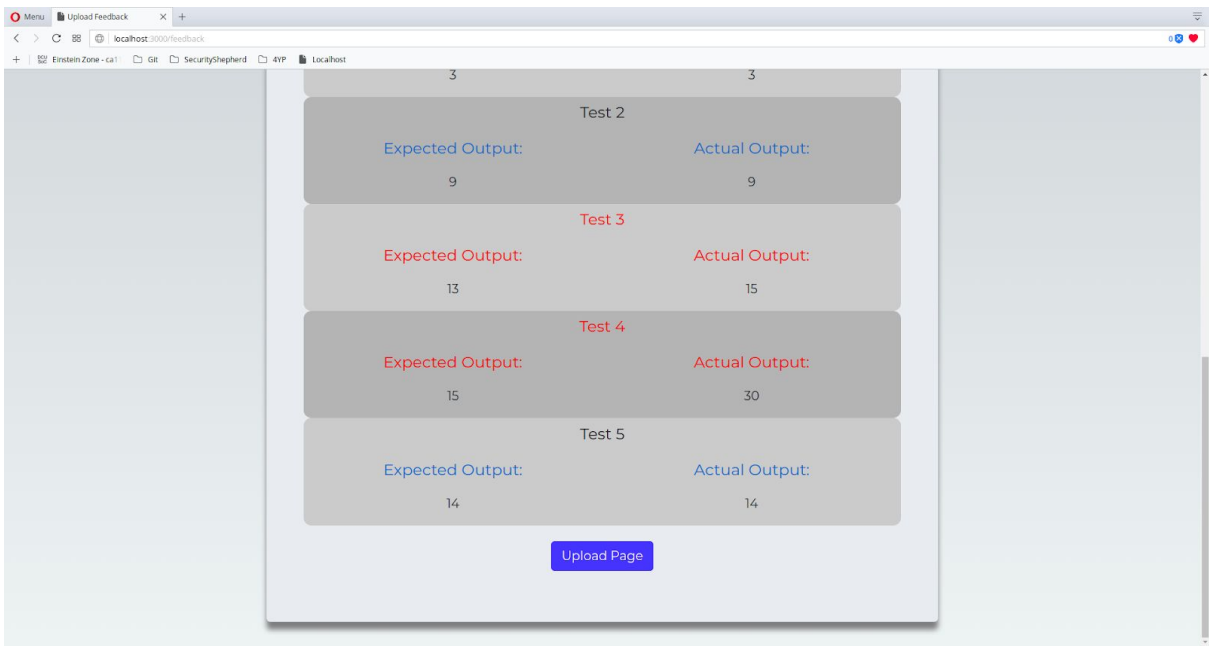 Menu Upload Feedback
localhost:3000/feedback 0
Einstein Zone - ca1 Git SecurityShepherd 4YP Localhost
3 3
Test 2
Expected Output: Actual Output:
9 9
Test 3
Expected Output: Actual Output:
13 15
Test 4
Expected Output: Actual Output:
15 30
Test 5
Expected Output: Actual Output:
14 14
Upload Page